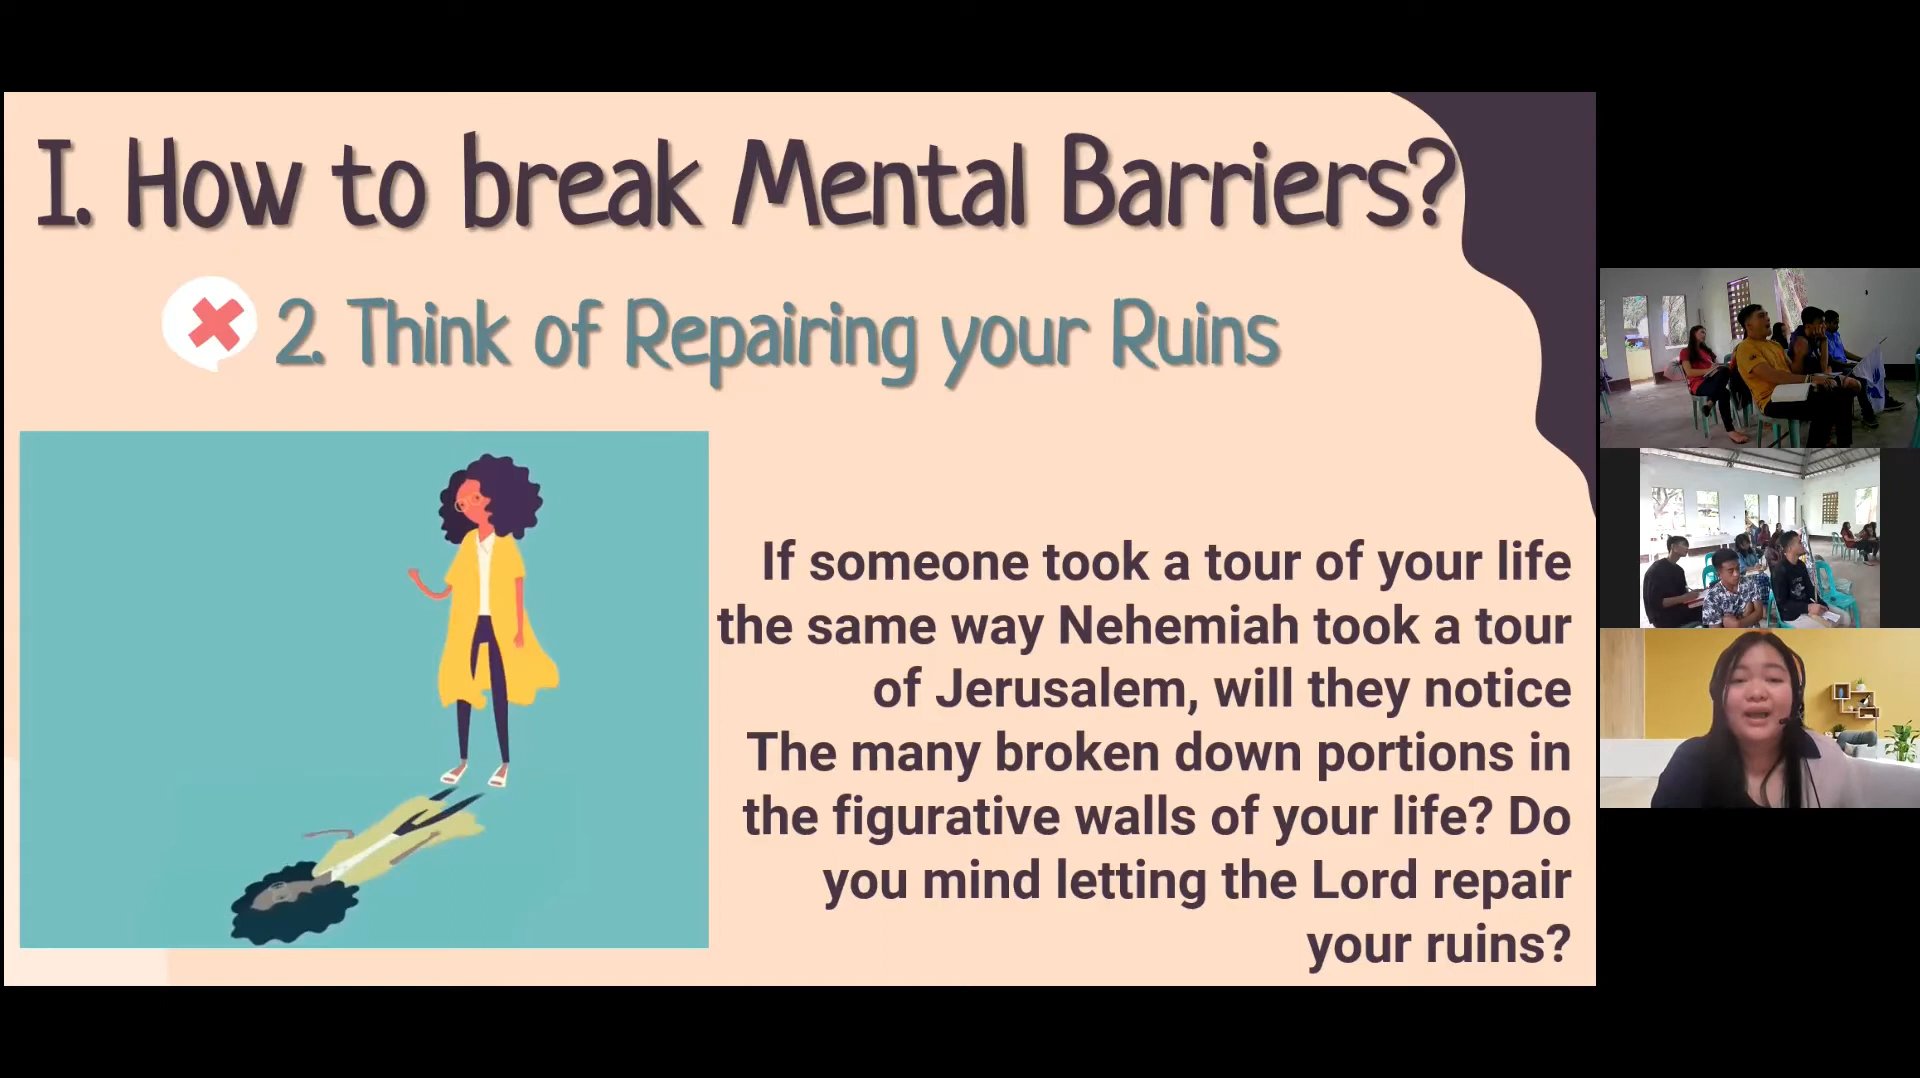 I. How to break Mental Barriers?
2. Think of Repairing your Ruins
If someone took a tour of your life
the same way Nehemiah took a tour
of Jerusalem, will they notice
The many broken down portions in
the figurative walls of your life? Do
you mind letting the Lord repair
your ruins?